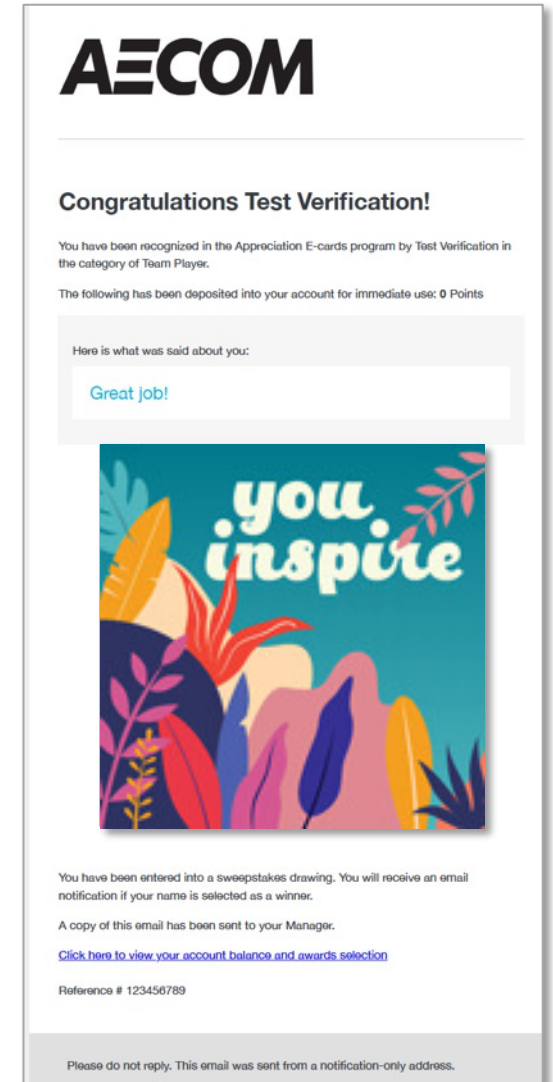 AECOM
Congratulations Test Verification!
You have been recognized in the Appreciation E-cards program by Test Verification in
the category of Team Player.
The following has been deposited into your account for immediate use: 0 Points
Here is what was said about you:
Great job!
you
inspire
You have been entered into a sweepstakes drawing. You will receive an email
notification if your name is selected as a winner.
A copy of this email has been sent to your Manager.
Click here to view your account balance and awards selection
Reference # 123456789
Please do not reply. This email was sent from a notification-only address.